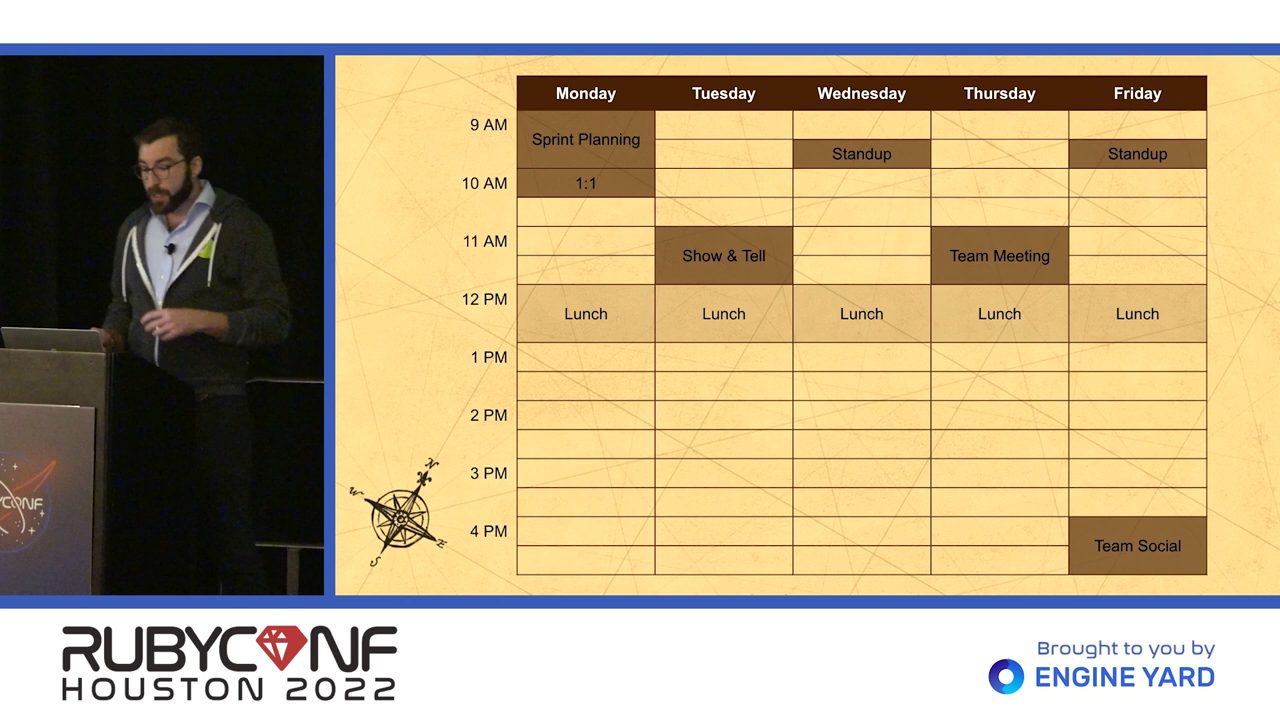 Monday Tuesday Wednesday Thursday Friday
9 AM
Sprint Planning
Standup Standup
10 AM 1:1
11 AM
Show & Tell Team Meeting
12 PM
Lunch Lunch Lunch Lunch Lunch
1 PM
2 PM
3 PM
4 PM
Team Social
N
W
E
S
YCONF
RUBYCONF
HOUSTON 2022
Brought to you by
ENGINE YARD